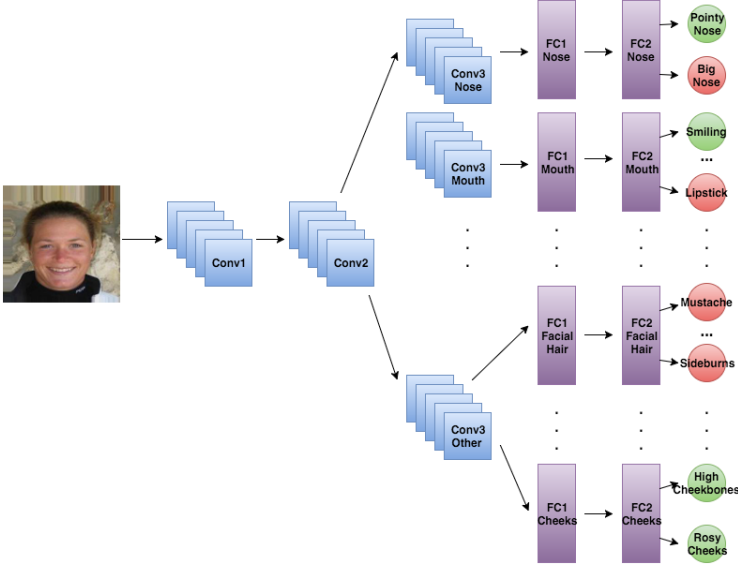 Pointy
Nose
FC1
Nose
FC2
Nose
Conv3
Nose
Big
Nose
Smiling
...
FC1
Mouth
FC2
Mouth
Conv3
Mouth
Lipstick
Conv1
Conv2
Mustache
...
FC1
Facial
Hair
FC2
Facial
Hair
Sideburns
Conv3
Other
High
Cheekbones
FC1
Cheeks
FC2
Cheeks
Rosy
Cheeks